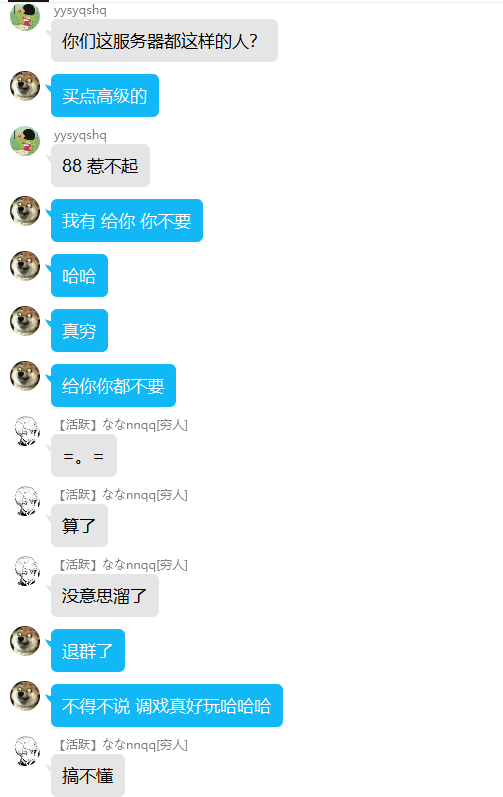 yysyqshq
你们这服务器都这样的人?
买点高级的
yysyqshq
88 惹不起
我有 给你 你不要
哈哈
真穷
给你你都不要
【活跃】ななnnqq[穷人]
=。=
【活跃】ななnnqq[穷人]
算了
【活跃】ななnnqq[穷人]
没意思溜了
退群了
不得不说 调戏真好玩哈哈哈
【活跃】ななnnqq[穷人]
搞不懂